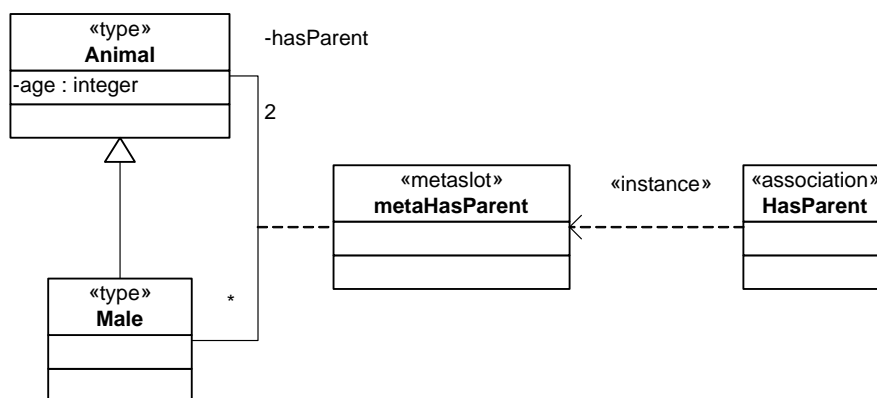 «type»
Animal
-age : integer
-hasParent
2
«metaslot»
metaHasParent
«instance»
«association»
HasParent
«type»
Male
*